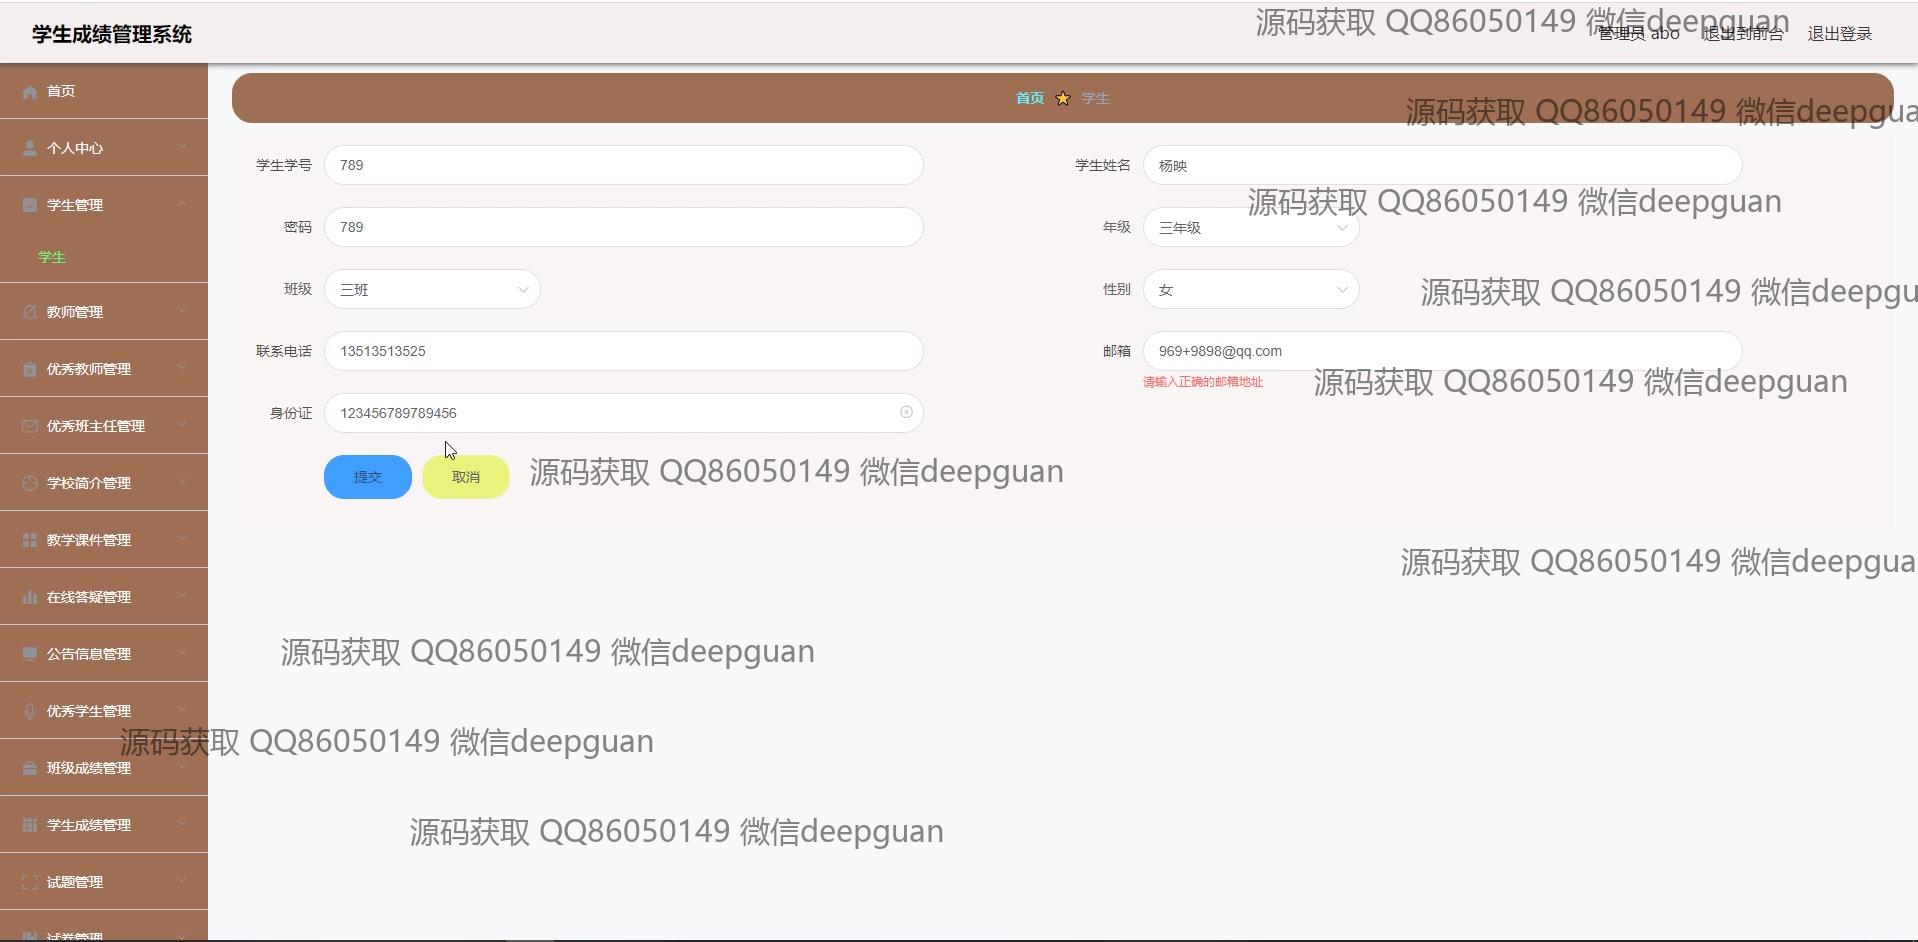 学生成绩管理系统
源码获取 QQ86050149 微信deepguan
管理员 abo 退出到前台 退出登录
首页
首页 学生
源码获取 QQ86050149 微信deepgua
个人中心
学生学号 789 学生姓名 杨映
学生管理
源码获取 QQ86050149 微信deepguan
密码 789 年级 三年级
学生
班级 三班 性别 女
源码获取 QQ86050149 微信deepgu
教师管理
联系电话 13513513525 邮箱 969+9898@qq.com
优秀教师管理
请输入正确的邮箱地址
源码获取 QQ86050149 微信deepguan
身份证 123456789789456
优秀班主任管理
提交 取消
源码获取 QQ86050149 微信deepguan
学校简介管理
教学课件管理
源码获取 QQ86050149 微信deepgua
在线答疑管理
公告信息管理
源码获取 QQ86050149 微信deepguan
优秀学生管理
源码获取 QQ86050149 微信deepguan
班级成绩管理
学生成绩管理
源码获取 QQ86050149 微信deepguan
试题管理
试卷管理